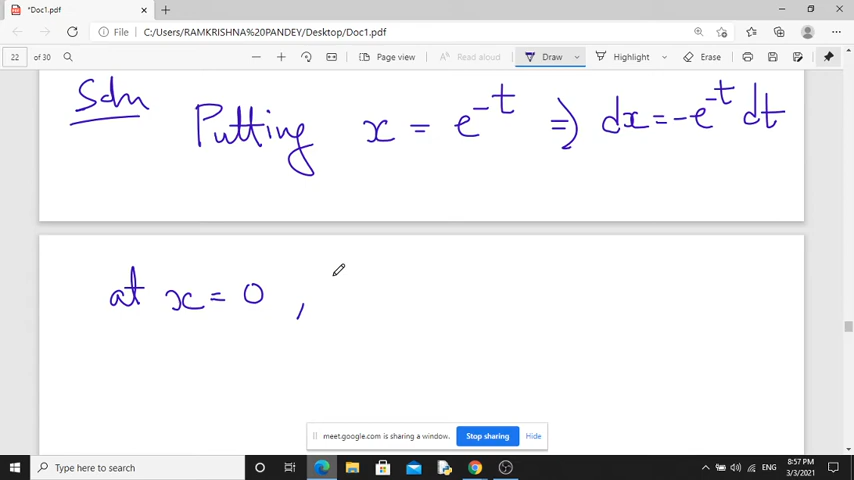 *Doc1.pdf
File C:/Users/RAMKRISHNA%20PANDEY/Desktop/Doc1.pdf
22 of 30 Page view Read aloud Draw Highlight Erase
Soln
Putting x = e^-t => dx = -e^-t dt
at x = 0 ,
meet.google.com is sharing a window. Stop sharing Hide
Type here to search
ENG
8:57 PM
3/3/2021